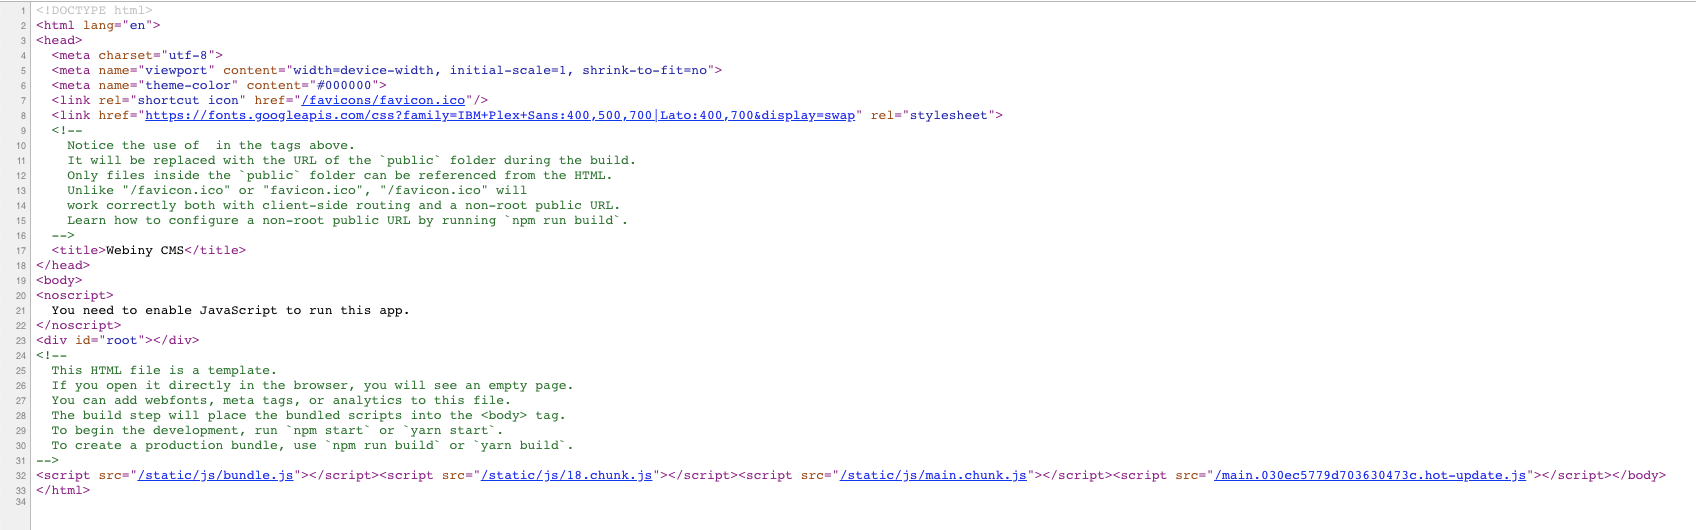 1 <!DOCTYPE html>
2 <html lang="en">
3 <head>
4 <meta charset="utf-8">
5 <meta name="viewport" content="width=device-width, initial-scale=1, shrink-to-fit=no">
6 <meta name="theme-color" content="#000000">
7 <link rel="shortcut icon" href="/favicons/favicon.ico"/>
8 <link href="https://fonts.googleapis.com/css?family=IBM+Plex+Sans:400,500,700|Lato:400,700&display=swap" rel="stylesheet">
9 <!--
10 Notice the use of  in the tags above.
11 It will be replaced with the URL of the `public` folder during the build.
12 Only files inside the `public` folder can be referenced from the HTML.
13 Unlike "/favicon.ico" or "favicon.ico", "/favicon.ico" will
14 work correctly both with client-side routing and a non-root public URL.
15 Learn how to configure a non-root public URL by running `npm run build`.
16 -->
17 <title>Webiny CMS</title>
18 </head>
19 <body>
20 <noscript>
21 You need to enable JavaScript to run this app.
22 </noscript>
23 <div id="root"></div>
24 <!--
25 This HTML file is a template.
26 If you open it directly in the browser, you will see an empty page.
27 You can add webfonts, meta tags, or analytics to this file.
28 The build step will place the bundled scripts into the <body> tag.
29 To begin the development, run `npm start` or `yarn start`.
30 To create a production bundle, use `npm run build` or `yarn build`.
31 -->
32 <script src="/static/js/bundle.js"></script><script src="/static/js/18.chunk.js"></script><script src="/static/js/main.chunk.js"></script><script src="/main.030ec5779d703630473c.hot-update.js"></script></body>
33 </html>
34